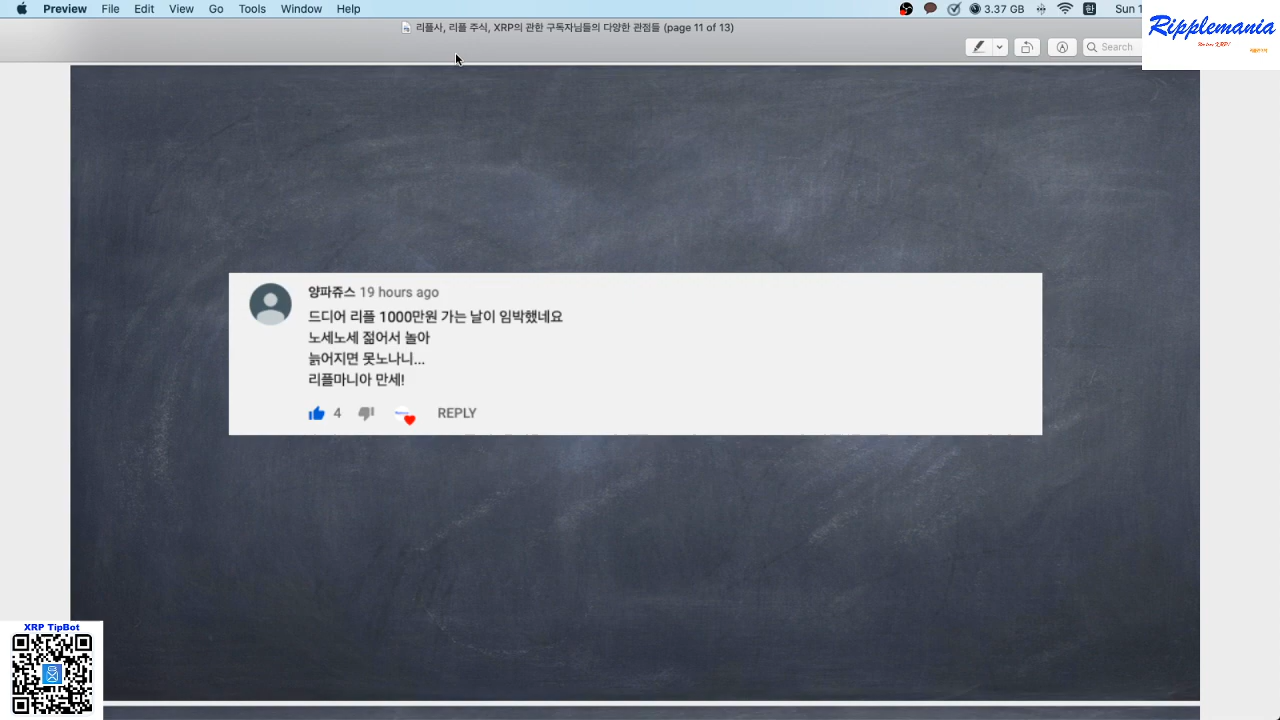 Preview File Edit View Go Tools Window Help 3.37 GB 한 Sun 1
리플사, 리플 주식, XRP의 관한 구독자님들의 다양한 관점들 (page 11 of 13)
Search
Ripplemania
양파쥬스 19 hours ago
드디어 리플 1000만원 가는 날이 임박했네요
노세노세 젊어서 놀아
늙어지면 못노나니...
리플마니아 만세!
4 REPLY
XRP TipBot